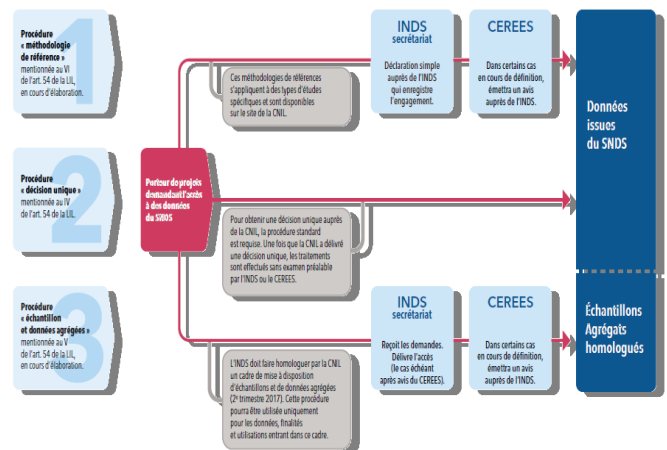 1
Procédure
« méthodologie
de référence »
mentionnée au VI
de l'art. 54 de la LIL,
en cours d'élaboration.
Ces méthodologies de références
s'appliquent à des types d'études
spécifiques et sont disponibles
sur le site de la CNIL.
INDS
secrétariat
Déclaration simple
auprès de l'INDS
qui enregistre
l'engagement.
CEREES
Dans certains cas
en cours de définition,
émettra un avis
auprès de l'INDS.
Données
issues
du SNDS
2
Procédure
« décision unique »
mentionnée au IV
de l'art. 54 de la LIL.
Porteur de projets
demandant l'accès
à des données
du SNDS
Pour obtenir une décision unique auprès
de la CNIL, la procédure standard
est requise. Une fois que la CNIL a délivré
une décision unique, les traitements
sont effectués sans examen préalable
par l'INDS ou le CEREES.
3
Procédure
« échantillon
et données agrégées »
mentionnée au V
de l'art. 54 de la LIL,
en cours d'élaboration.
L'INDS doit faire homologuer par la CNIL
un cadre de mise à disposition
d'échantillons et de données agrégées
(2e trimestre 2017). Cette procédure
pourra être utilisée uniquement
pour les données, finalités
et utilisations entrant dans ce cadre.
INDS
secrétariat
Reçoit les demandes.
Délivre l'accès
(le cas échéant
après avis du CEREES).
CEREES
Dans certains cas
en cours de définition,
émettra un avis
auprès de l'INDS.
Échantillons
Agrégats
homologués